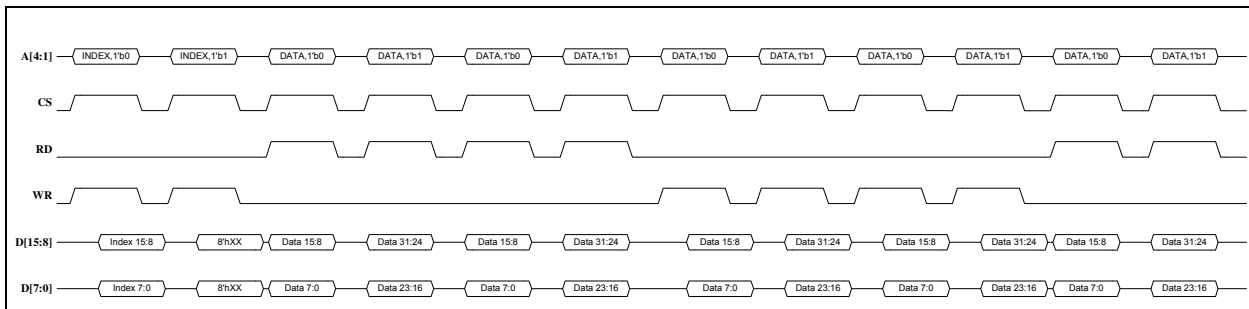 A[4:1] INDEX,1'b0 INDEX,1'b1 DATA,1'b0 DATA,1'b1 DATA,1'b0 DATA,1'b1 DATA,1'b0 DATA,1'b1 DATA,1'b0 DATA,1'b1 DATA,1'b0 DATA,1'b1
CS
RD
WR
D[15:8] Index 15:8 8'hXX Data 15:8 Data 31:24 Data 15:8 Data 31:24 Data 15:8 Data 31:24 Data 15:8 Data 31:24 Data 15:8 Data 31:24
D[7:0] Index 7:0 8'hXX Data 7:0 Data 23:16 Data 7:0 Data 23:16 Data 7:0 Data 23:16 Data 7:0 Data 23:16 Data 7:0 Data 23:16